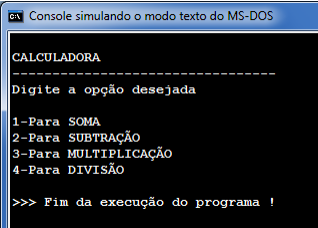 Console simulando o modo texto do MS-DOS
CALCULADORA
---------------------------------
Digite a opção desejada
1-Para SOMA
2-Para SUBTRAÇÃO
3-Para MULTIPLICAÇÃO
4-Para DIVISÃO
>>> Fim da execução do programa !